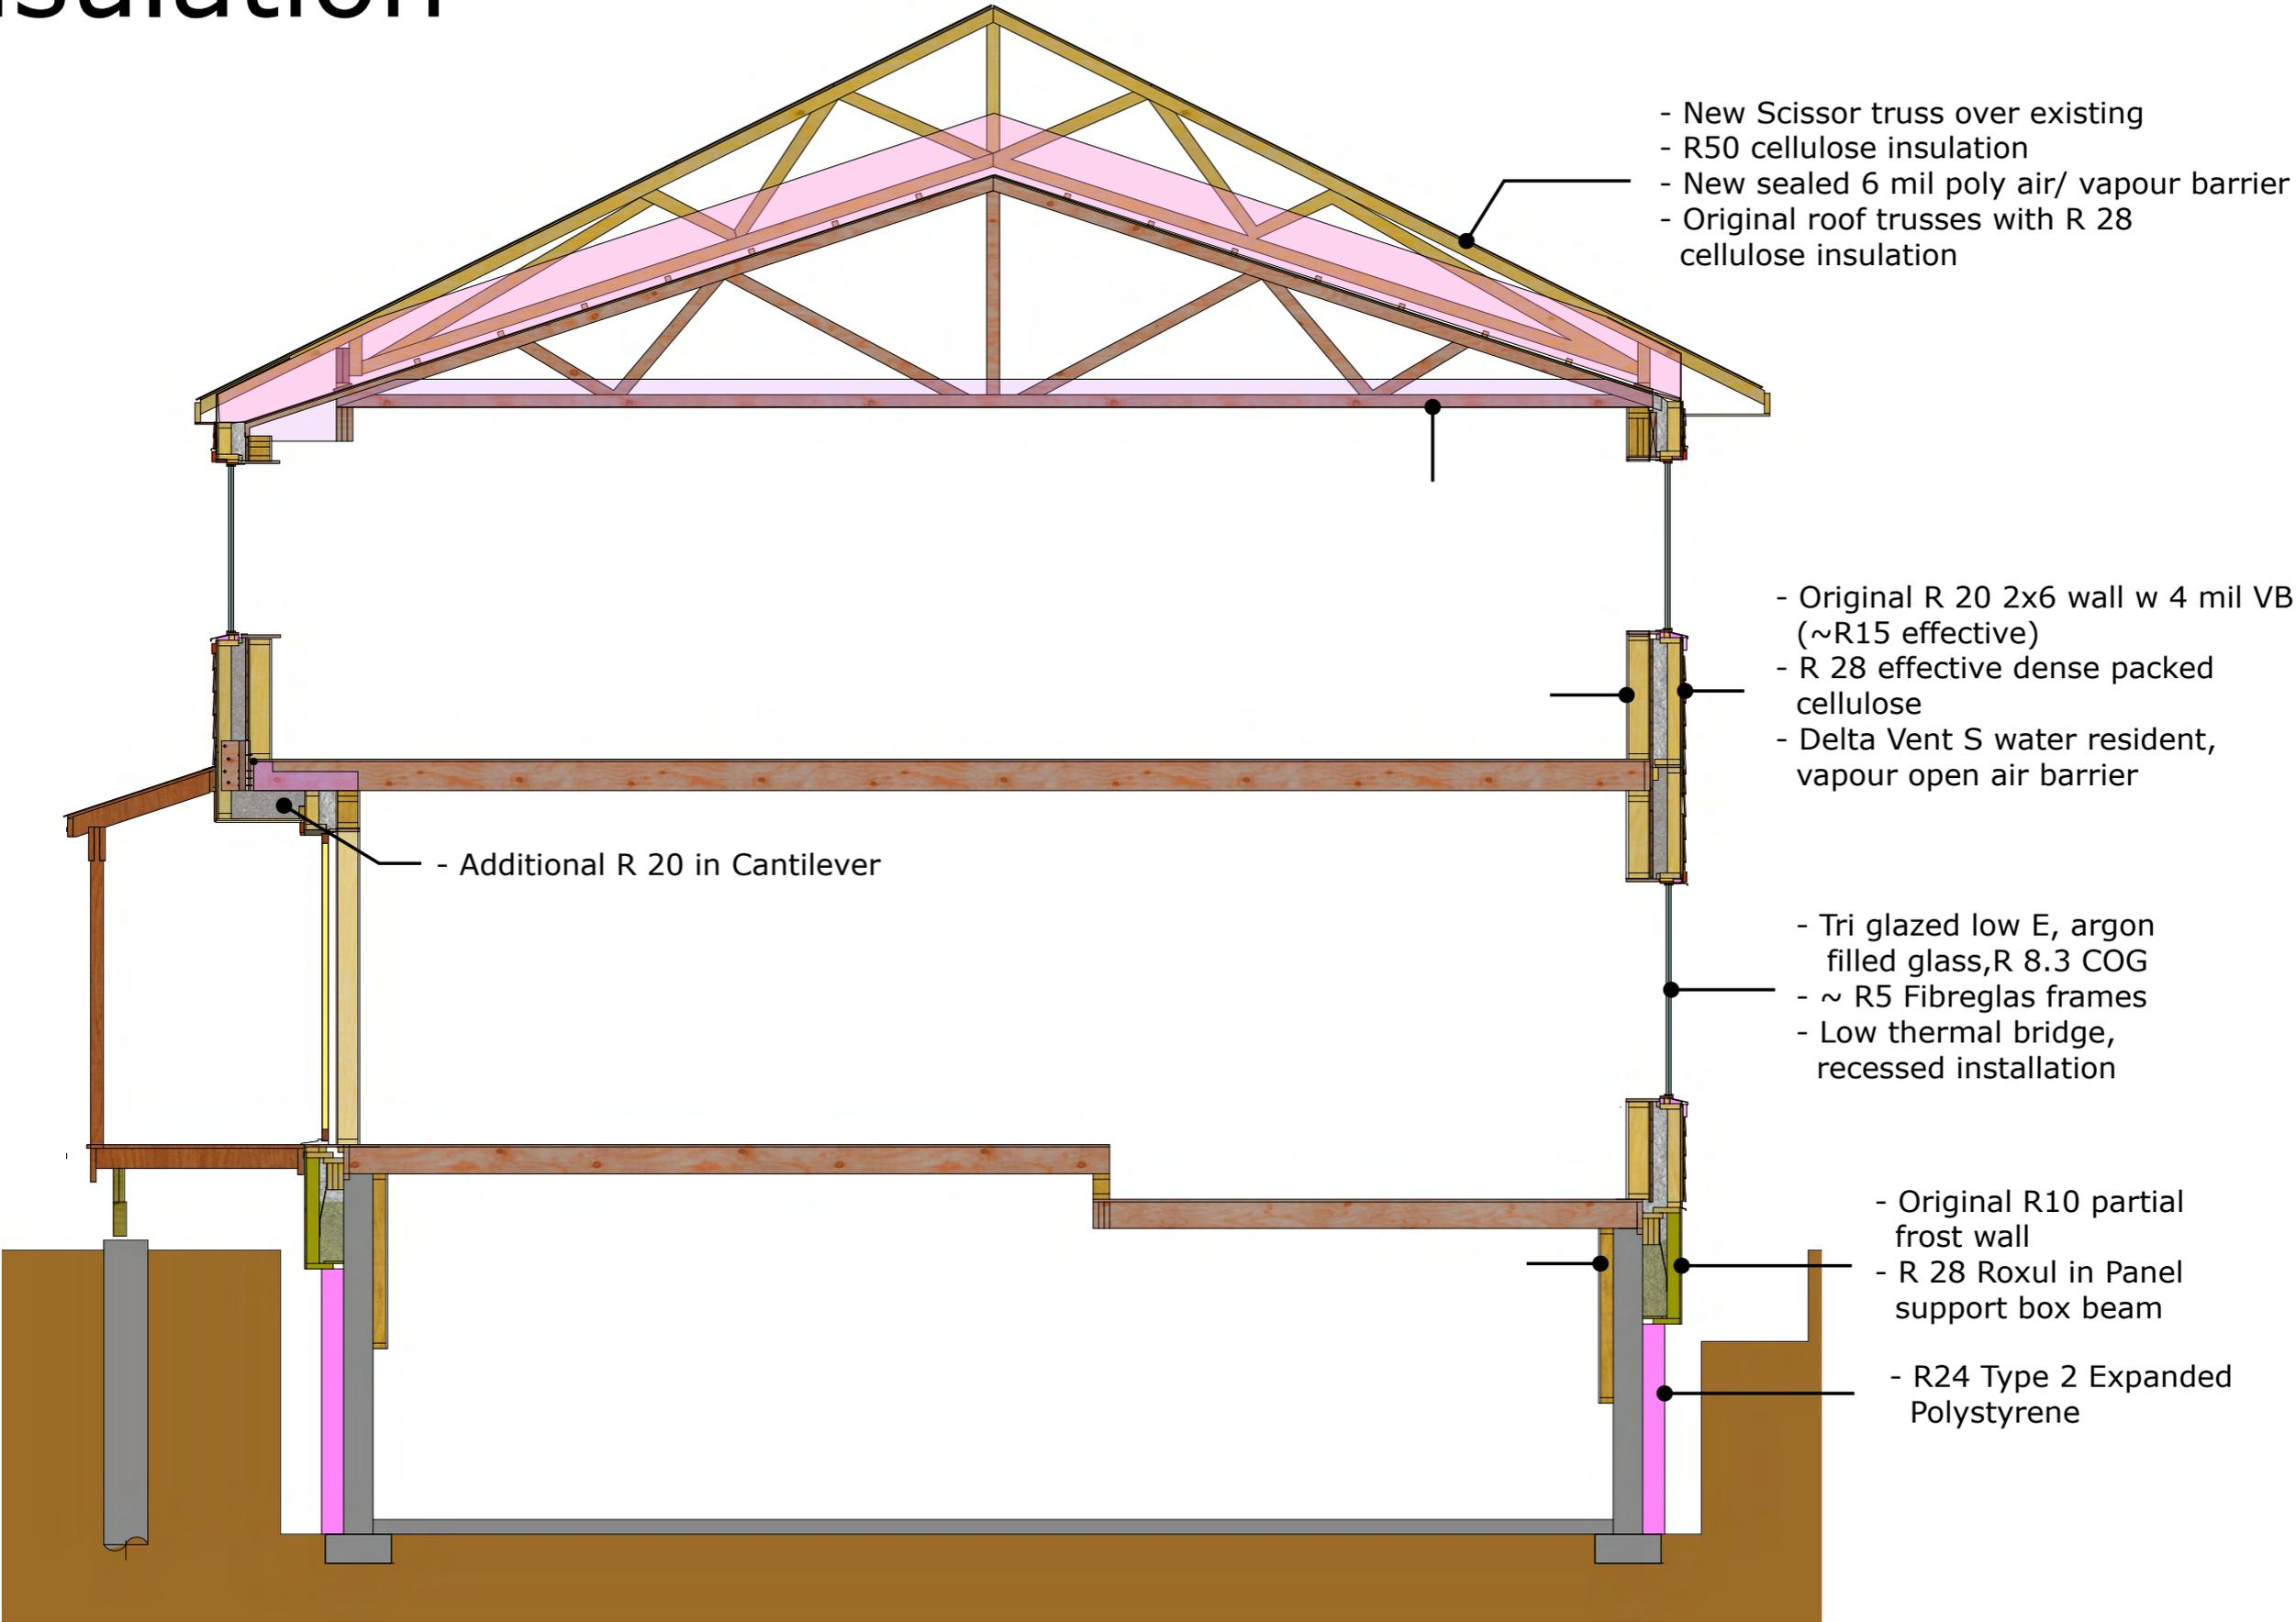 - New Scissor truss over existing
- R50 cellulose insulation
- New sealed 6 mil poly air/ vapour barrier
- Original roof trusses with R 28
cellulose insulation
- Original R 20 2x6 wall w 4 mil VB
(~R15 effective)
- R 28 effective dense packed
cellulose
- Delta Vent S water resident,
vapour open air barrier
- Additional R 20 in Cantilever
- Tri glazed low E, argon
filled glass,R 8.3 COG
- ~ R5 Fibreglas frames
- Low thermal bridge,
recessed installation
- Original R10 partial
frost wall
- R 28 Roxul in Panel
support box beam
- R24 Type 2 Expanded
Polystyrene